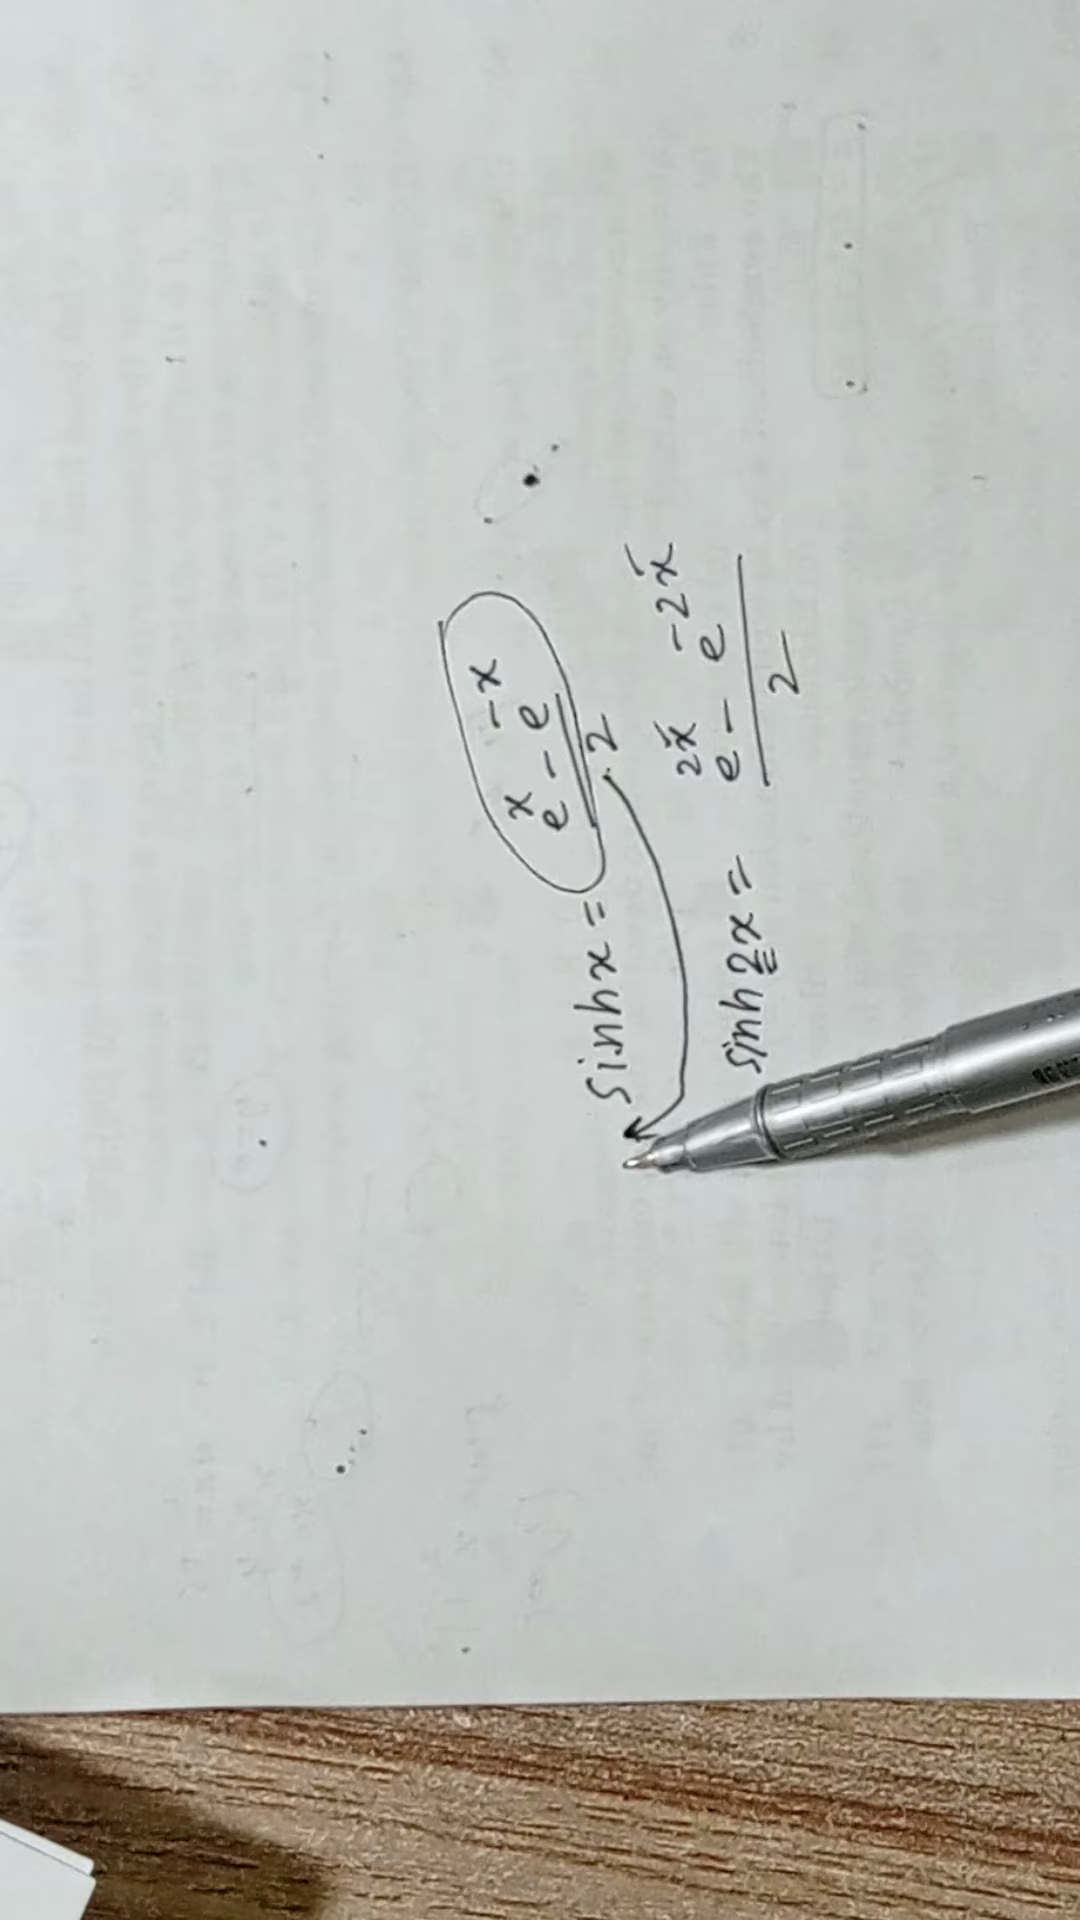 sinhx = e^x - e^-x / 2
sinh2x = e^2x - e^-2x / 2